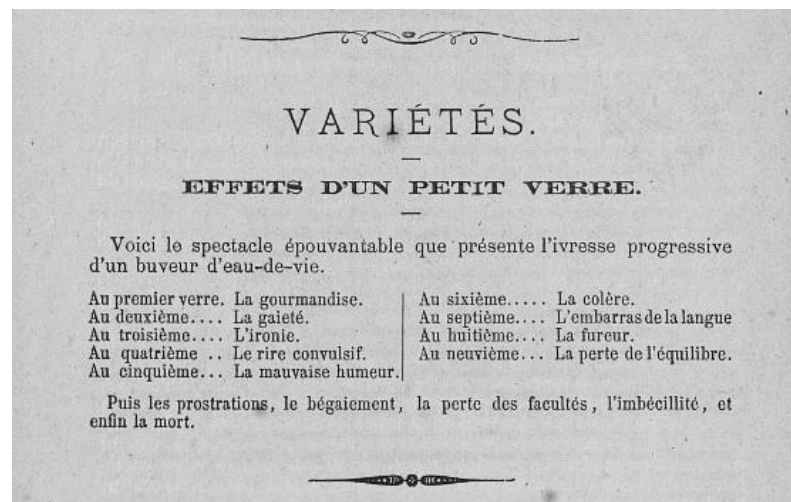 VARIÉTÉS.
EFFETS D'UN PETIT VERRE.
Voici le spectacle épouvantable que présente l'ivresse progressive
d'un buveur d'eau-de-vie.
Au premier verre. La gourmandise.
Au deuxième.... La gaieté.
Au troisième.... L'ironie.
Au quatrième .. Le rire convulsif.
Au cinquième... La mauvaise humeur.
Au sixième..... La colère.
Au septième.... L'embarras de la langue
Au huitième.... La fureur.
Au neuvième... La perte de l'équilibre.
Puis les prostrations, le bégaiement, la perte des facultés, l'imbécillité, et
enfin la mort.